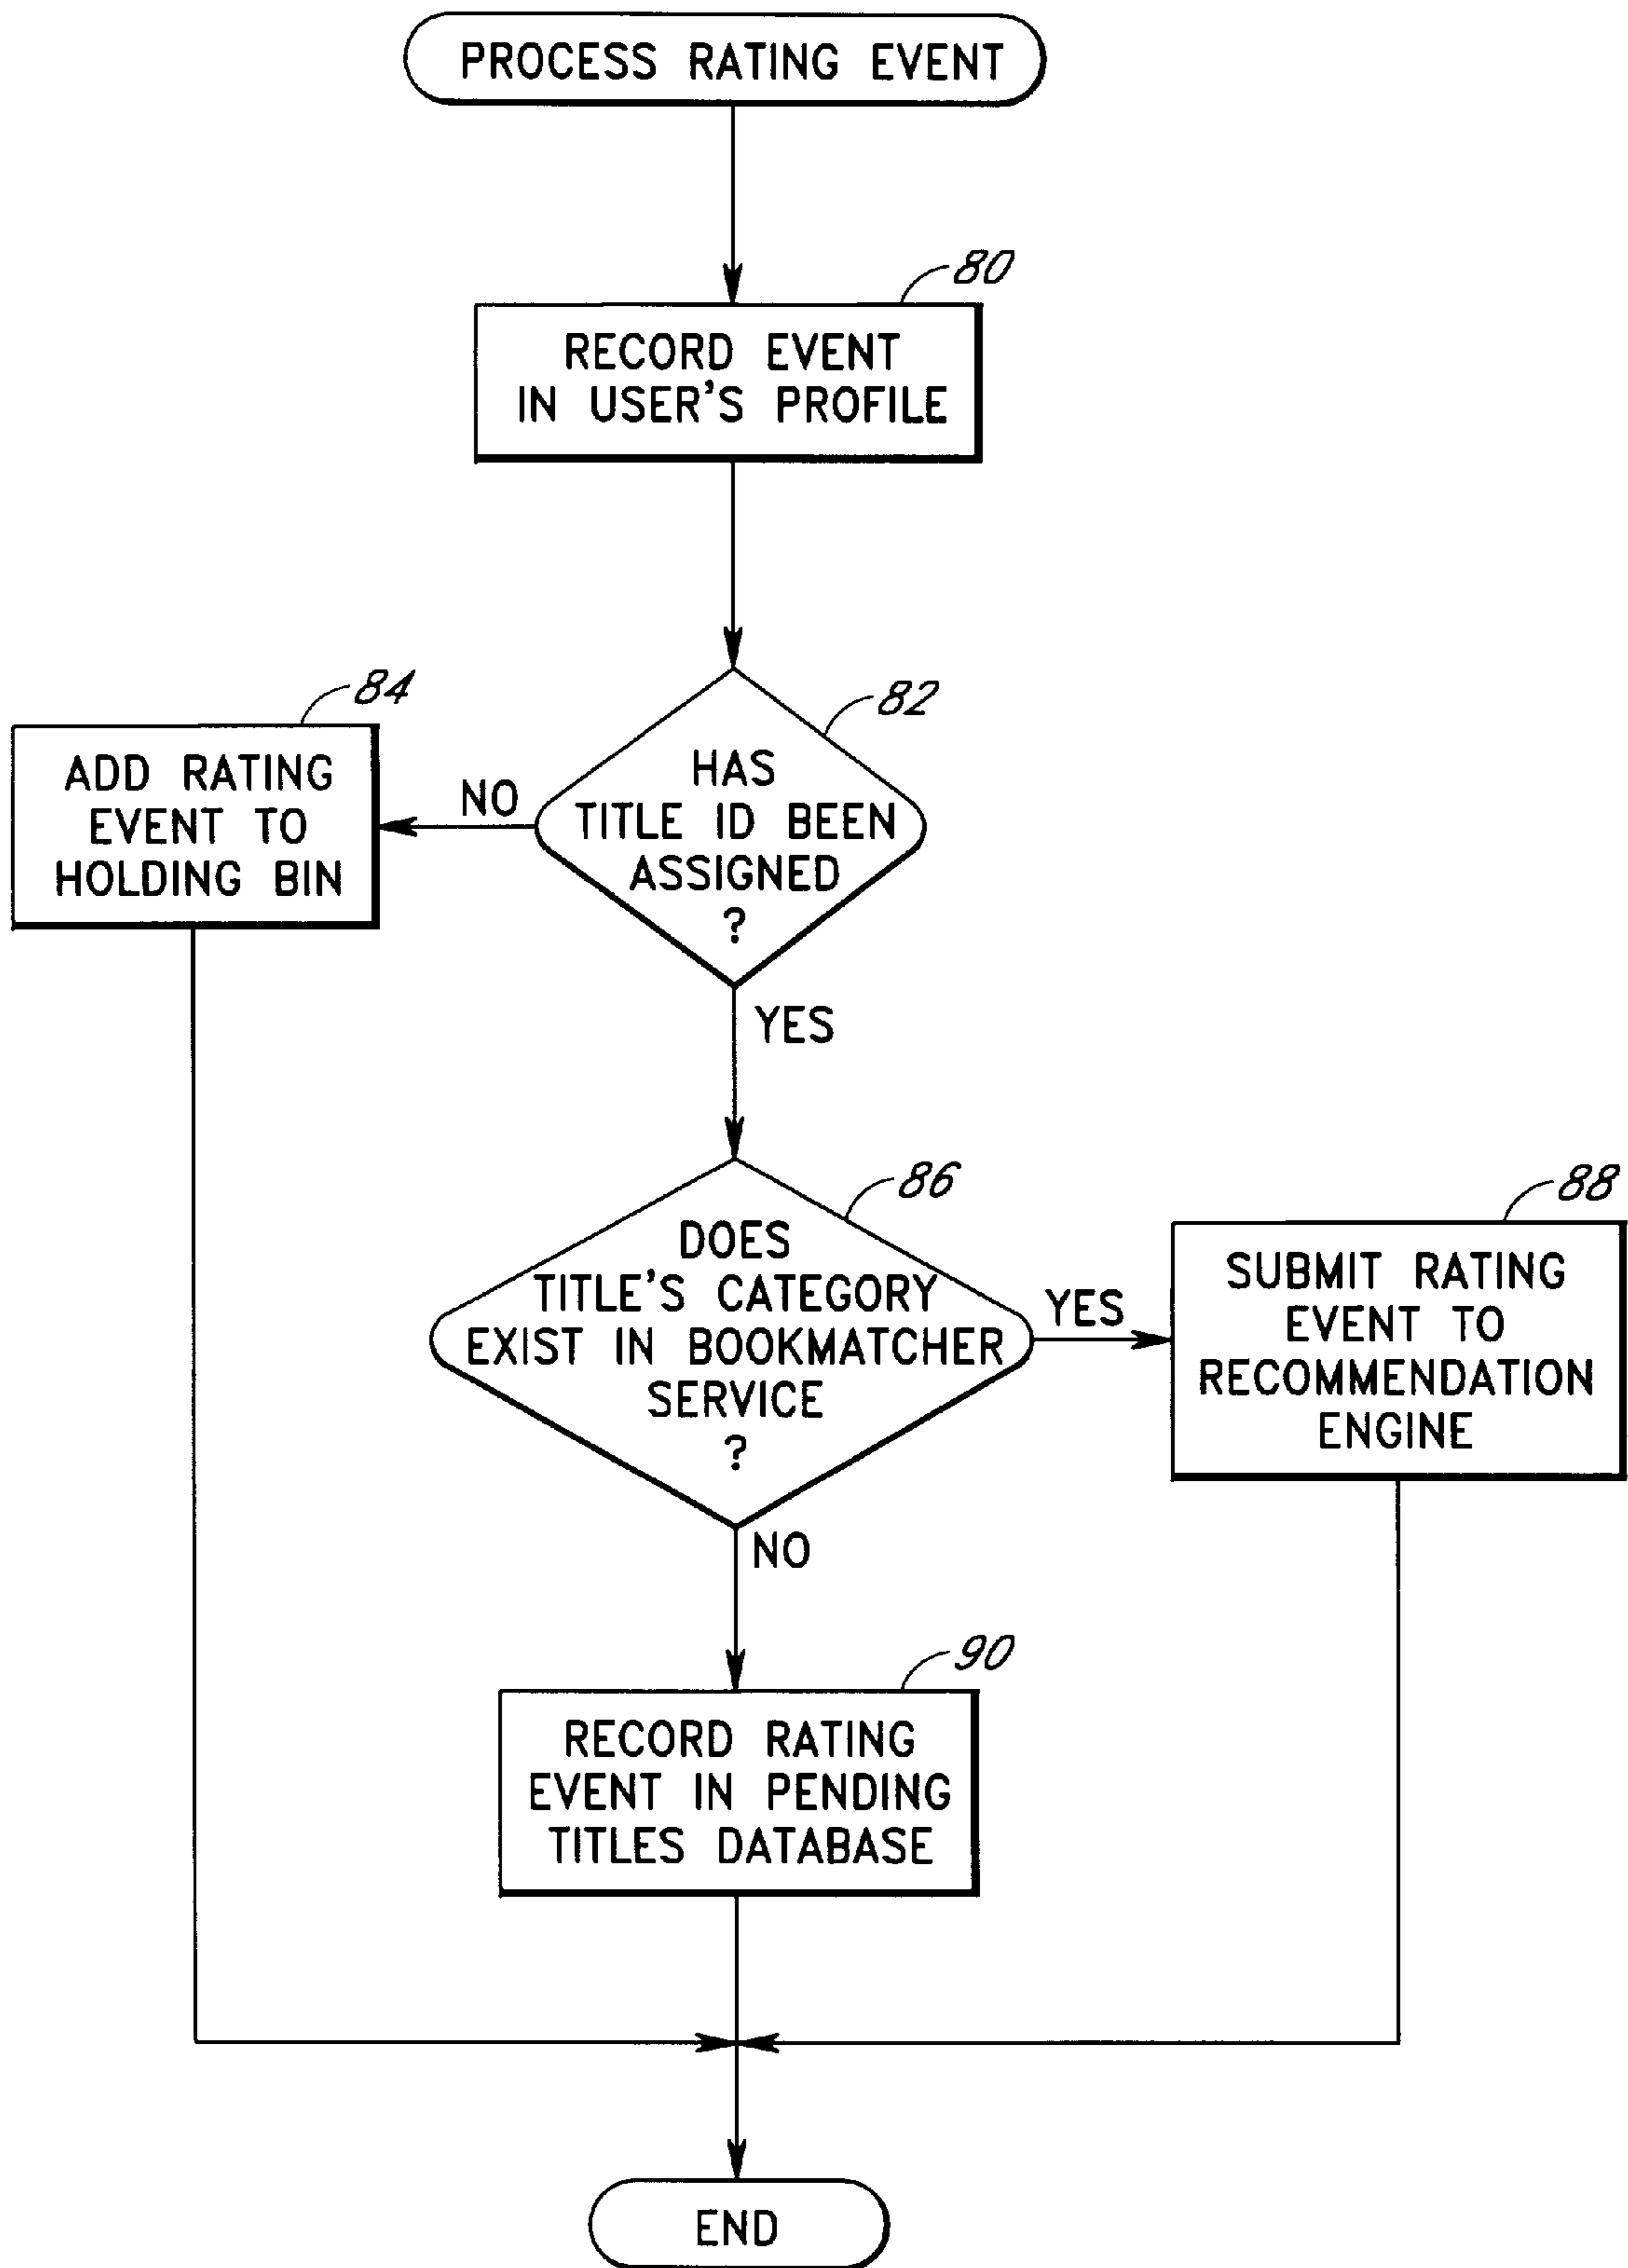 PROCESS RATING EVENT
80
RECORD EVENT
IN USER'S PROFILE
84
82
ADD RATING
EVENT TO
HOLDING BIN
NO
HAS
TITLE ID BEEN
ASSIGNED
?
YES
86
88
DOES
TITLE'S CATEGORY
EXIST IN BOOKMATCHER
SERVICE
?
YES
SUBMIT RATING
EVENT TO
RECOMMENDATION
ENGINE
NO
90
RECORD RATING
EVENT IN PENDING
TITLES DATABASE
END